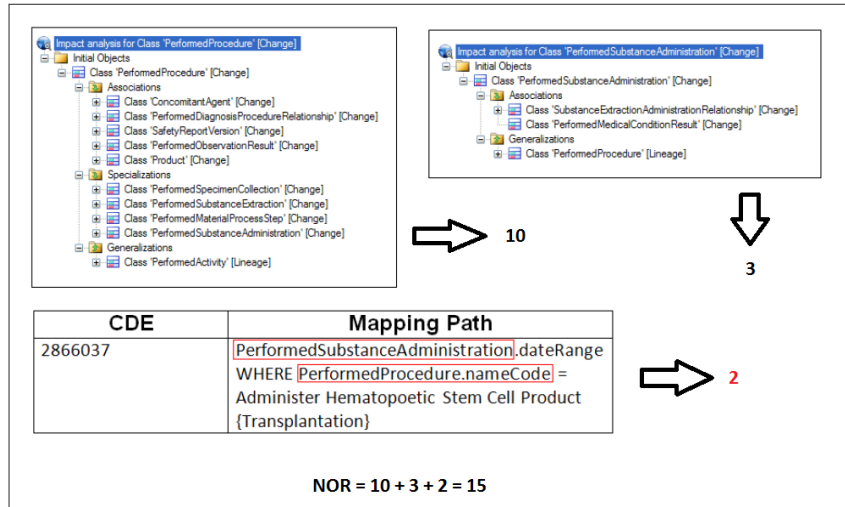 Impact analysis for Class 'PerformedProcedure' [Change]
Initial Objects
Class 'PerformedProcedure' [Change]
Associations
Class 'ConcomitantAgent' [Change]
Class 'PerformedDiagnosisProcedureRelationship' [Change]
Class 'SafetyReportVersion' [Change]
Class 'PerformedObservationResult' [Change]
Class 'Product' [Change]
Specializations
Class 'PerformedSpecimenCollection' [Change]
Class 'PerformedSubstanceExtraction' [Change]
Class 'PerformedMaterialProcessStep' [Change]
Class 'PerformedSubstanceAdministration' [Change]
Generalizations
Class 'PerformedActivity' [Lineage]
10
Impact analysis for Class 'PerformedSubstanceAdministration' [Change]
Initial Objects
Class 'PerformedSubstanceAdministration' [Change]
Associations
Class 'SubstanceExtractionAdministrationRelationship' [Change]
Class 'PerformedMedicalConditionResult' [Change]
Generalizations
Class 'PerformedProcedure' [Lineage]
3
CDE Mapping Path
2866037 PerformedSubstanceAdministration.dateRange
WHERE PerformedProcedure.nameCode =
Administer Hematopoetic Stem Cell Product
{Transplantation}
2
NOR = 10 + 3 + 2 = 15